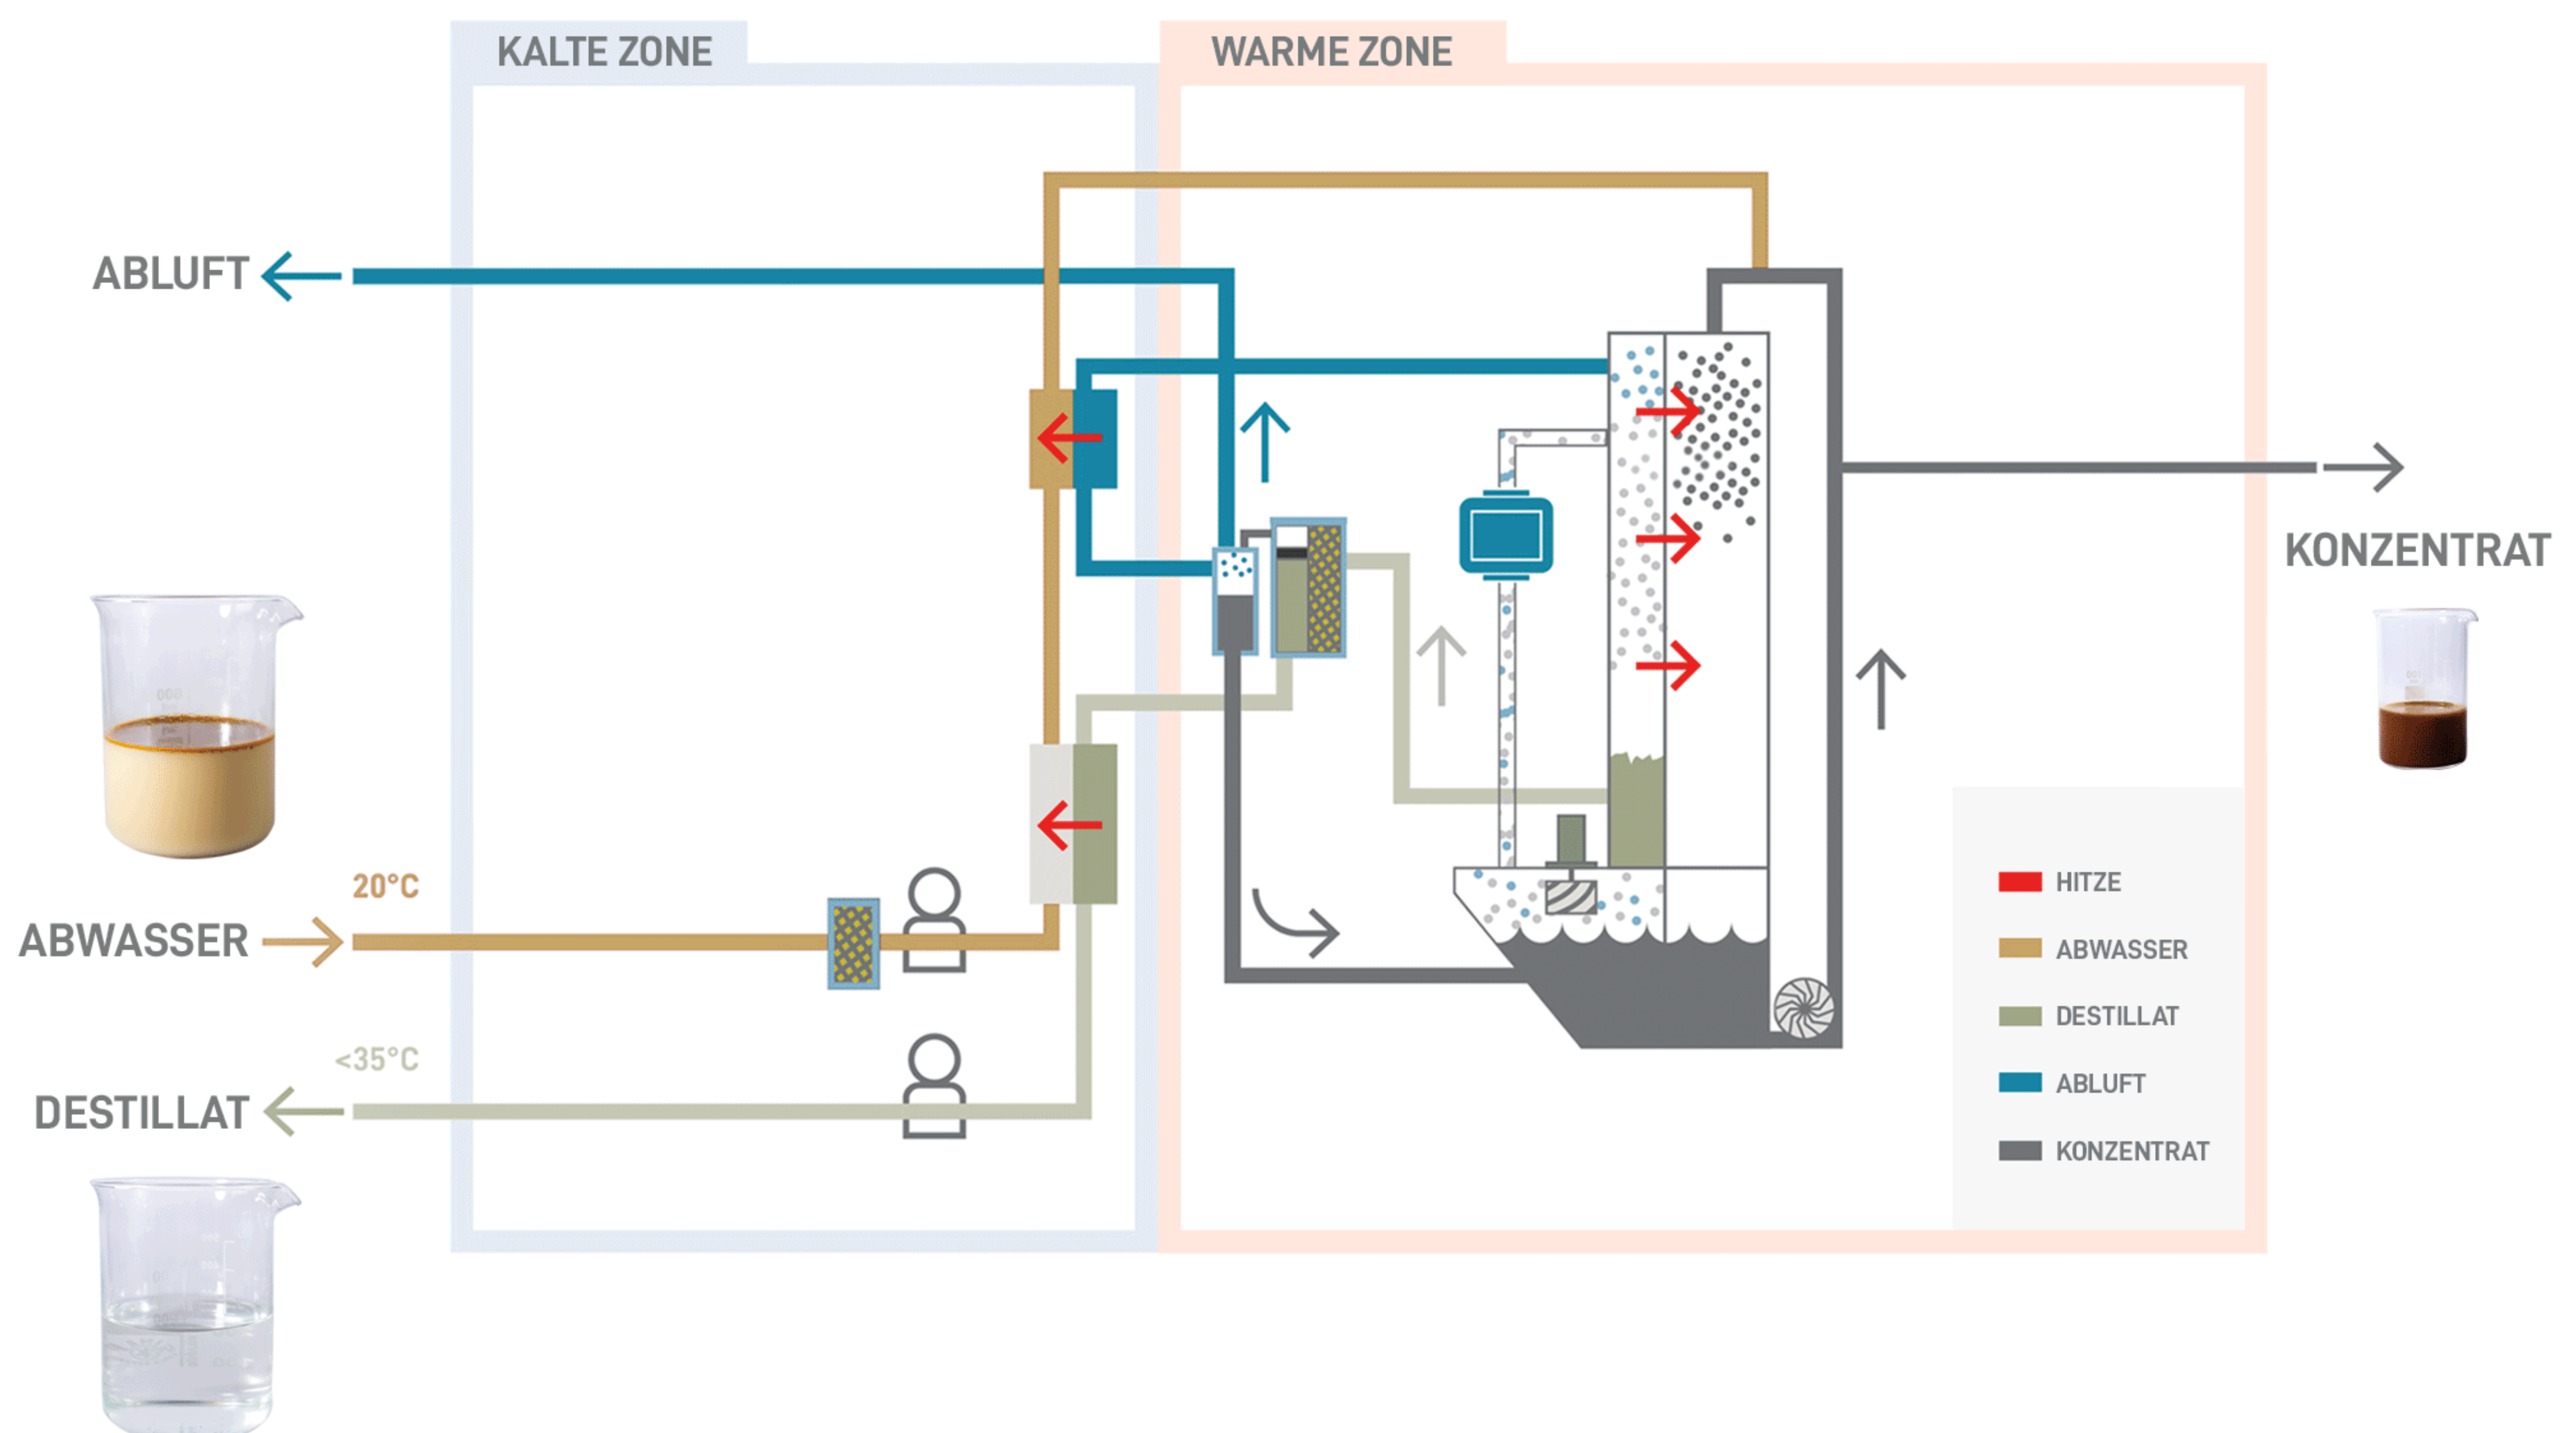 KALTE ZONE
WARME ZONE
ABLUFT
KONZENTRAT
20°C
ABWASSER
<35°C
DESTILLAT
HITZE
ABWASSER
DESTILLAT
ABLUFT
KONZENTRAT